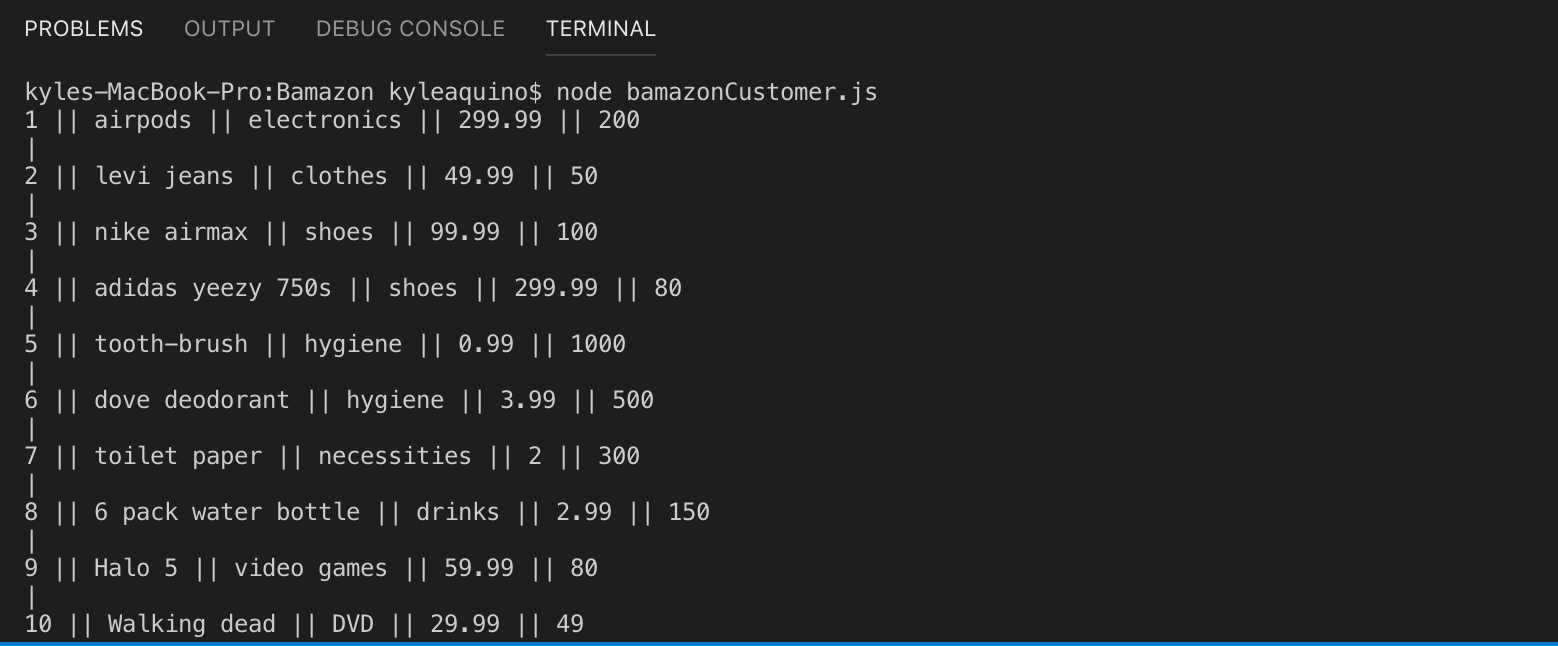 PROBLEMS OUTPUT DEBUG CONSOLE TERMINAL
kyles-MacBook-Pro:Bamazon kyleaquino$ node bamazonCustomer.js
1 || airpods || electronics || 299.99 || 200
|
2 || levi jeans || clothes || 49.99 || 50
|
3 || nike airmax || shoes || 99.99 || 100
|
4 || adidas yeezy 750s || shoes || 299.99 || 80
|
5 || tooth-brush || hygiene || 0.99 || 1000
|
6 || dove deodorant || hygiene || 3.99 || 500
|
7 || toilet paper || necessities || 2 || 300
|
8 || 6 pack water bottle || drinks || 2.99 || 150
|
9 || Halo 5 || video games || 59.99 || 80
|
10 || Walking dead || DVD || 29.99 || 49